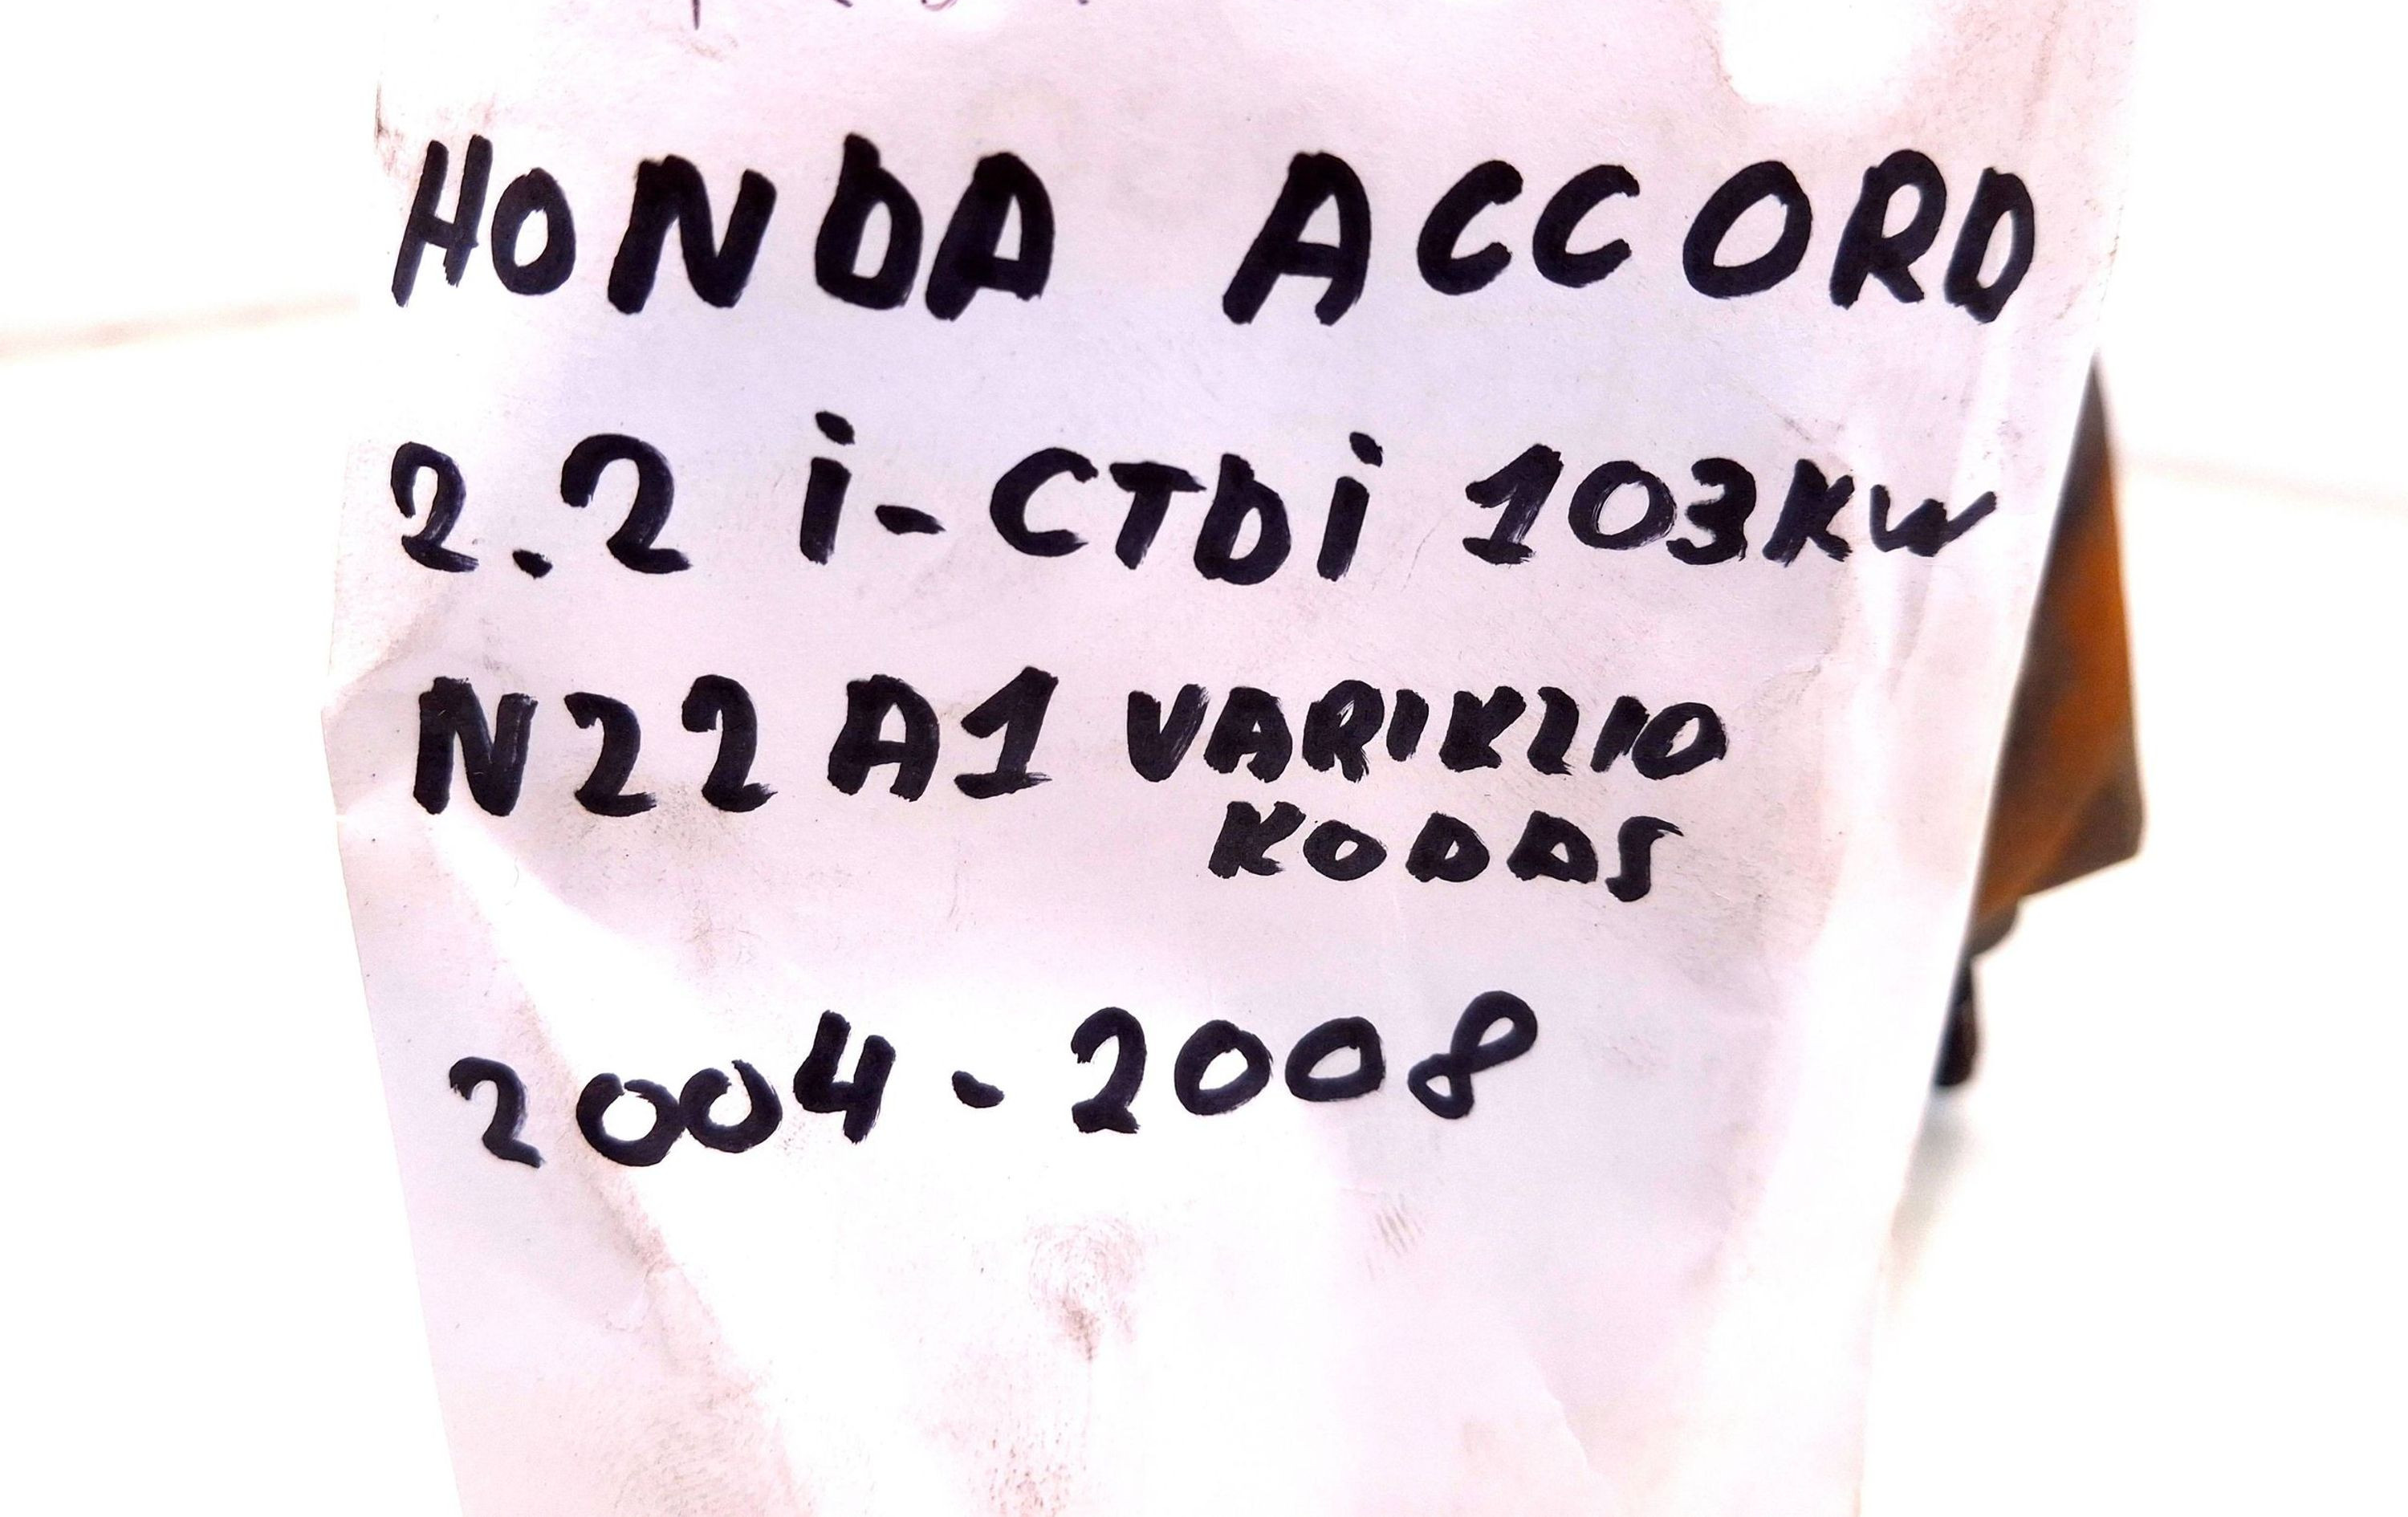 HONDA ACCORD
2.2 i-CTDi 103KW
N22A1 VARIKLIO
KODAS
2004-2008